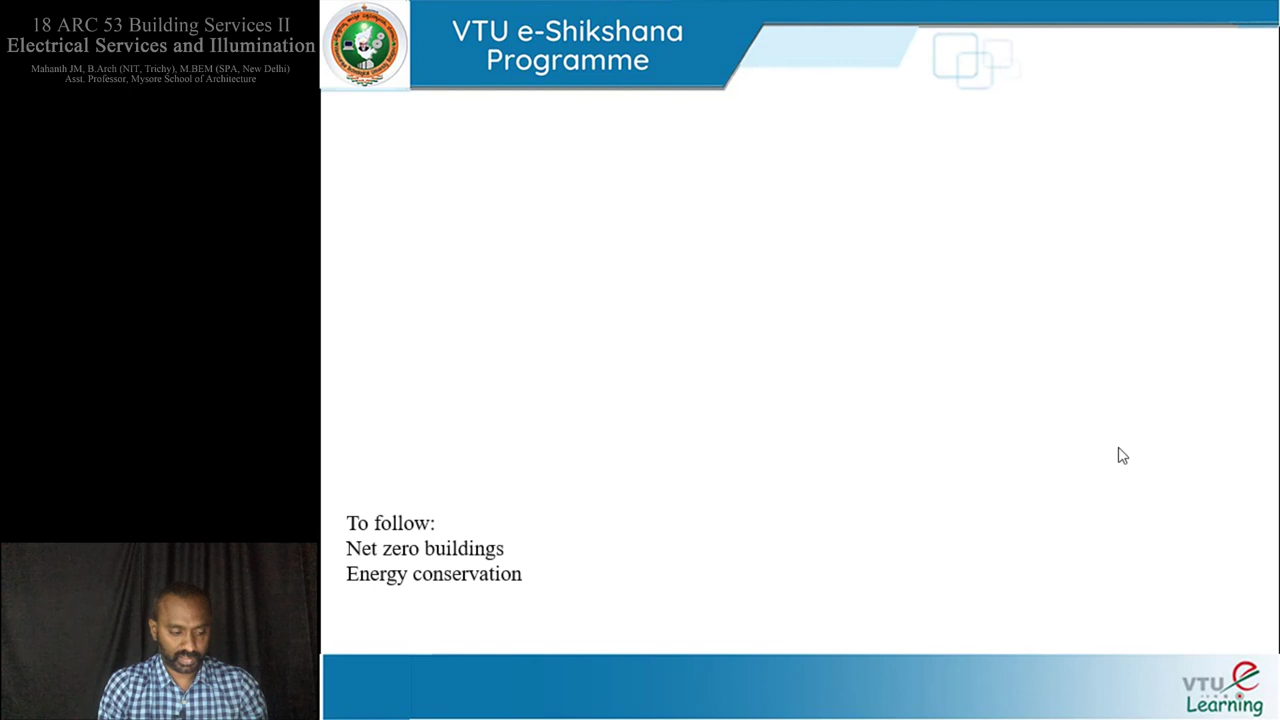 18 ARC 53 Building Services II
Electrical Services and Illumination
Mahanth JM, B.Arch (NIT, Trichy), M.BEM (SPA, New Delhi)
Asst. Professor, Mysore School of Architecture
VTU e-Shikshana
Programme
To follow:
Net zero buildings
Energy conservation
VTU e
Learning